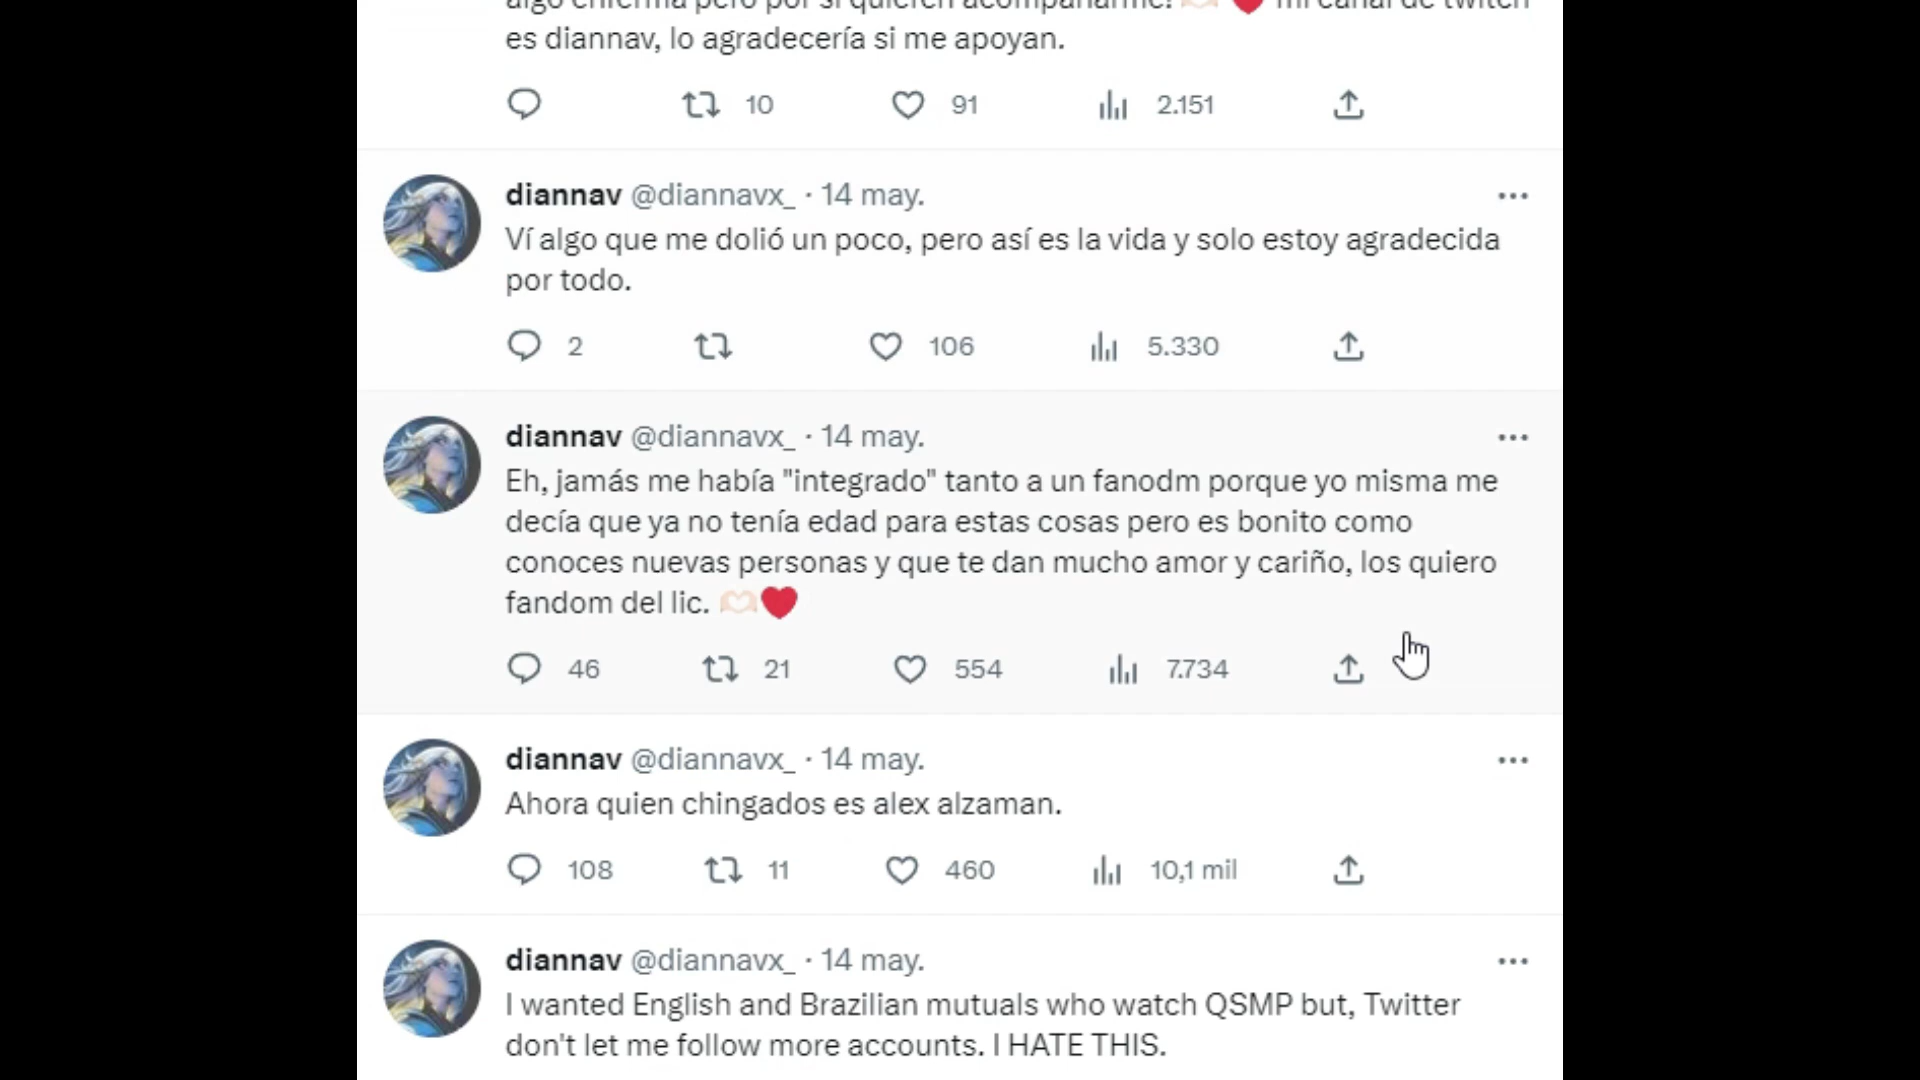 algo enferma pero por si quieren acompañarme! 🫶🏻❤️ mi canal de twitch
es diannav, lo agradecería si me apoyan.
10 91 2.151
diannav @diannavx_ · 14 may.
Ví algo que me dolió un poco, pero así es la vida y solo estoy agradecida
por todo.
2 106 5.330
diannav @diannavx_ · 14 may.
Eh, jamás me había "integrado" tanto a un fanodm porque yo misma me
decía que ya no tenía edad para estas cosas pero es bonito como
conoces nuevas personas y que te dan mucho amor y cariño, los quiero
fandom del lic. 🫶🏻❤️
46 21 554 7.734
diannav @diannavx_ · 14 may.
Ahora quien chingados es alex alzaman.
108 11 460 10,1 mil
diannav @diannavx_ · 14 may.
I wanted English and Brazilian mutuals who watch QSMP but, Twitter
don't let me follow more accounts. I HATE THIS.